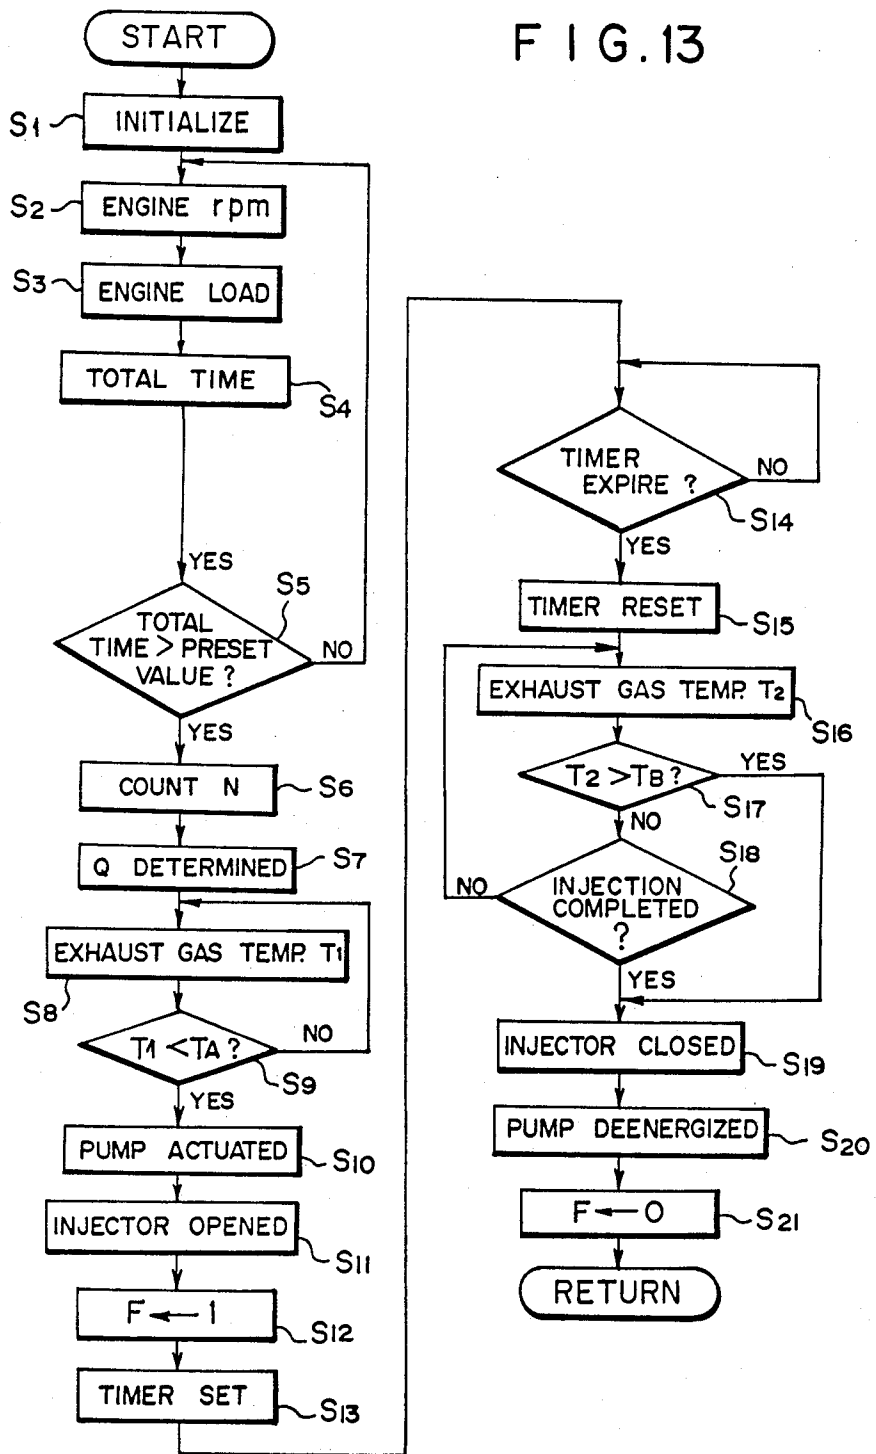 FIG.13
START
S1
INITIALIZE
S2
ENGINE rpm
S3
ENGINE LOAD
TOTAL TIME
S4
YES
S5
TOTAL
TIME > PRESET
VALUE ?
NO
YES
COUNT N
S6
Q DETERMINED
S7
EXHAUST GAS TEMP. T1
S8
T1 < TA ?
NO
S9
YES
PUMP ACTUATED
S10
INJECTOR OPENED
S11
F ← 1
S12
TIMER SET
S13
TIMER
EXPIRE ?
NO
S14
YES
TIMER RESET
S15
EXHAUST GAS TEMP. T2
S16
T2 > TB ?
YES
S17
NO
S18
NO
INJECTION
COMPLETED
?
YES
INJECTOR CLOSED
S19
PUMP DEENERGIZED
S20
F ← 0
S21
RETURN